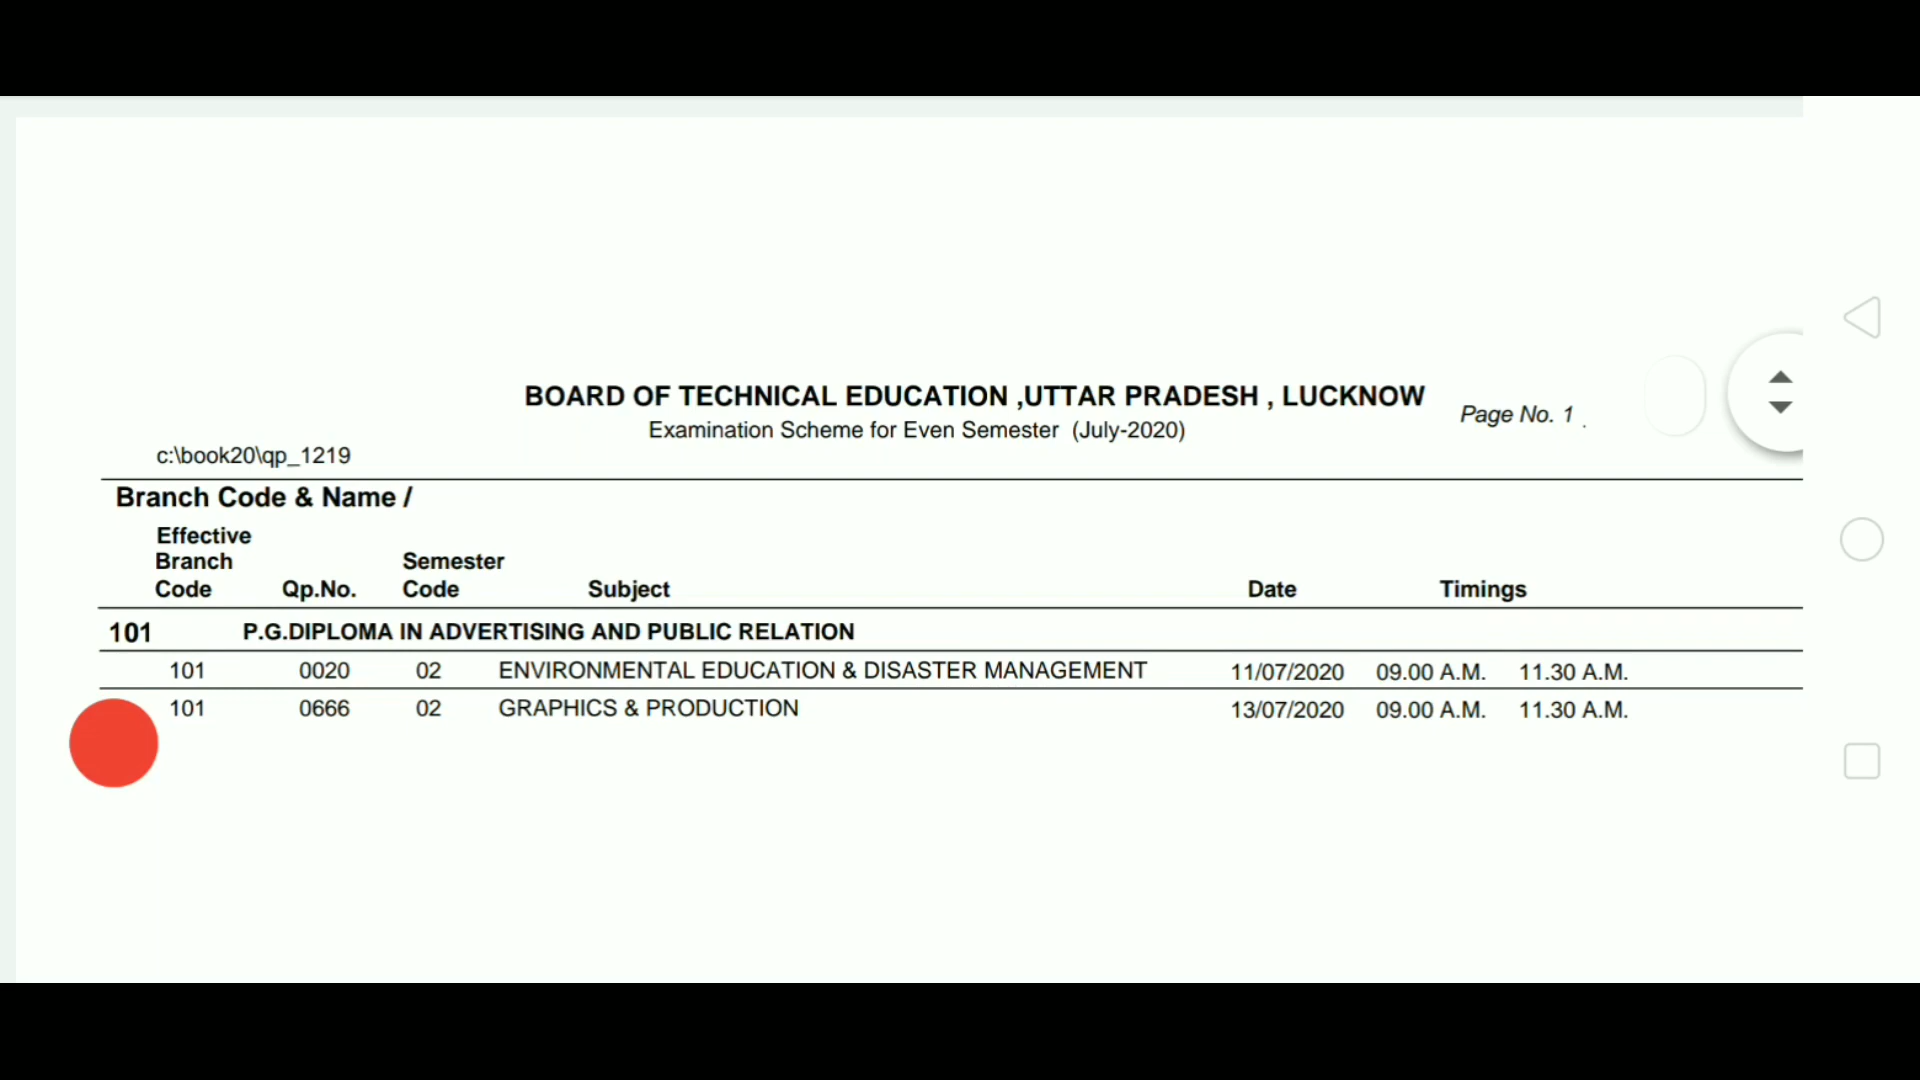 BOARD OF TECHNICAL EDUCATION ,UTTAR PRADESH , LUCKNOW
Examination Scheme for Even Semester (July-2020)
Page No. 1 .
c:\book20\qp_1219
Branch Code & Name /
Effective Branch Code Qp.No. Semester Code Subject Date Timings
101 P.G.DIPLOMA IN ADVERTISING AND PUBLIC RELATION
101 0020 02 ENVIRONMENTAL EDUCATION & DISASTER MANAGEMENT 11/07/2020 09.00 A.M. 11.30 A.M.
101 0666 02 GRAPHICS & PRODUCTION 13/07/2020 09.00 A.M. 11.30 A.M.